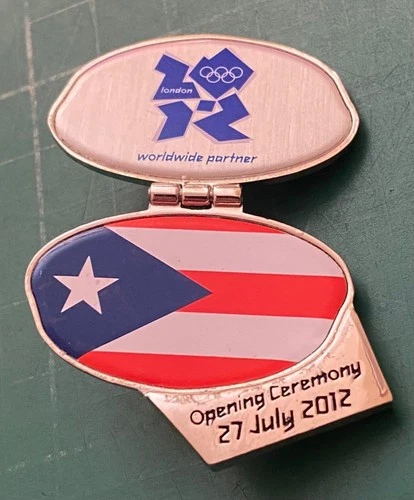 london
worldwide partner
Opening Ceremony
27 July 2012